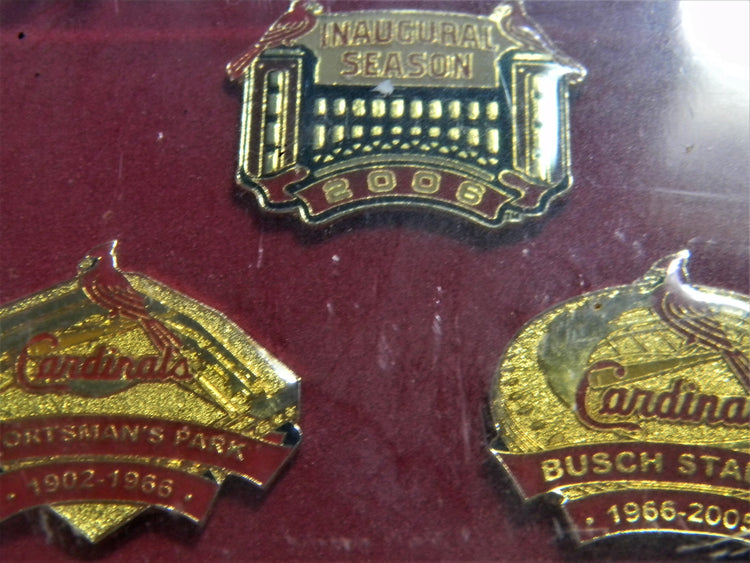 INAUGURAL
SEASON
2006
Cardinals
ORTSMAN'S PARK
1902-1966
Cardina
BUSCH STA
1966-2005